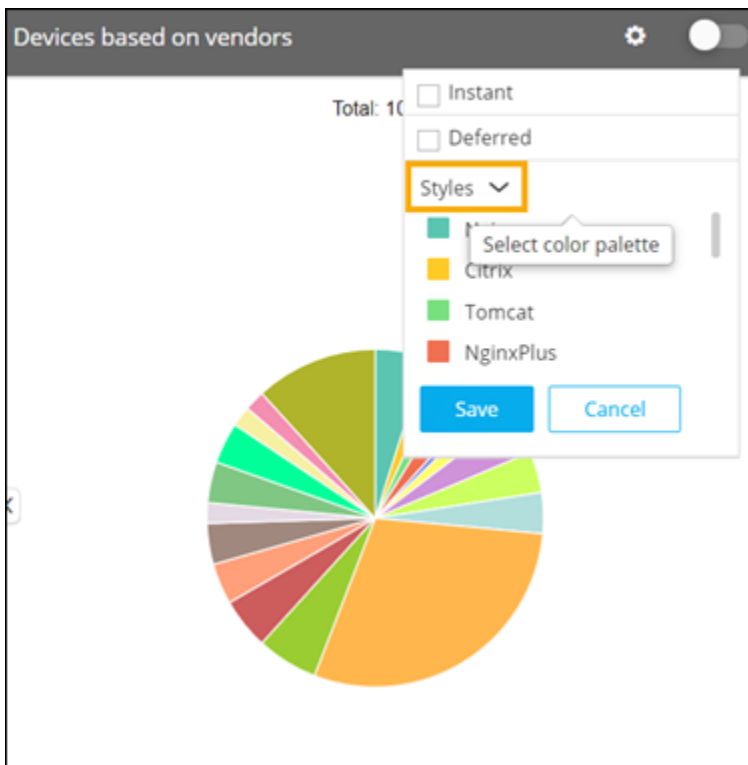 Devices based on vendors
Total: 10
Instant
Deferred
Styles
Select color palette
Citrix
Tomcat
NginxPlus
Save
Cancel